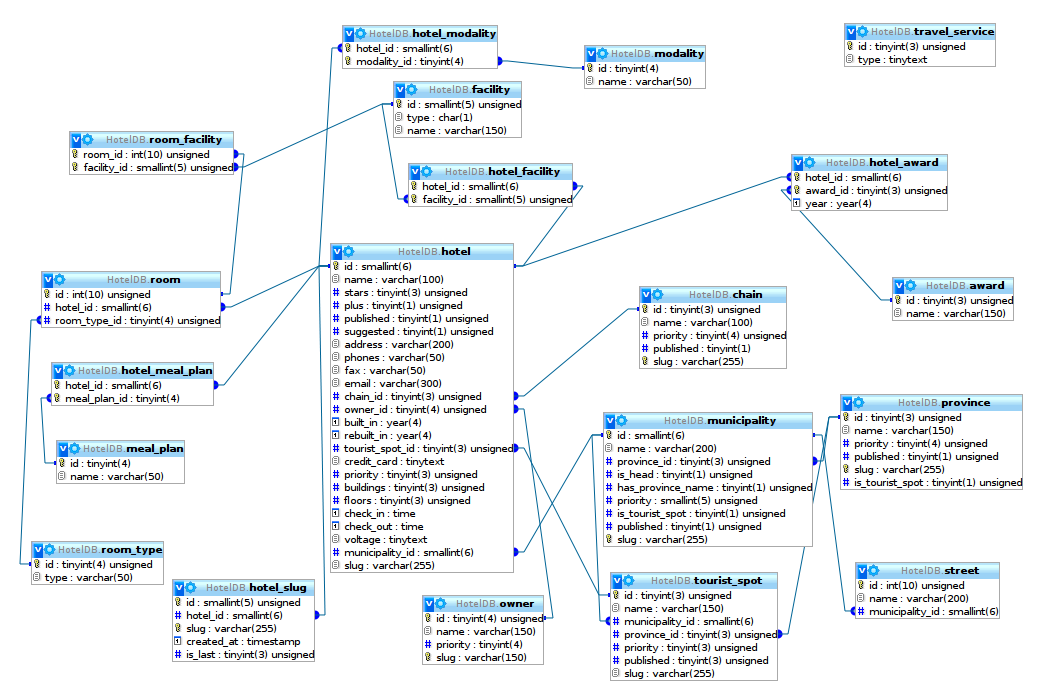 HotelDB.hotel_modality
hotel_id : smallint(6)
modality_id : tinyint(4)
HotelDB.modality
id : tinyint(4)
name : varchar(50)
HotelDB.travel_service
id : tinyint(3) unsigned
type : tinytext
HotelDB.facility
id : smallint(5) unsigned
type : char(1)
name : varchar(150)
HotelDB.room_facility
room_id : int(10) unsigned
facility_id : smallint(5) unsigned
HotelDB.hotel_facility
hotel_id : smallint(6)
facility_id : smallint(5) unsigned
HotelDB.hotel_award
hotel_id : smallint(6)
award_id : tinyint(3) unsigned
year : year(4)
HotelDB.hotel
id : smallint(6)
name : varchar(100)
stars : tinyint(3) unsigned
plus : tinyint(1) unsigned
published : tinyint(1) unsigned
suggested : tinyint(1) unsigned
address : varchar(200)
phones : varchar(50)
fax : varchar(50)
email : varchar(300)
chain_id : tinyint(3) unsigned
owner_id : tinyint(4) unsigned
built_in : year(4)
rebuilt_in : year(4)
tourist_spot_id : tinyint(3) unsigned
credit_card : tinytext
priority : tinyint(3) unsigned
buildings : tinyint(3) unsigned
floors : tinyint(3) unsigned
check_in : time
check_out : time
voltage : tinytext
municipality_id : smallint(6)
slug : varchar(255)
HotelDB.room
id : int(10) unsigned
hotel_id : smallint(6)
room_type_id : tinyint(4) unsigned
HotelDB.chain
id : tinyint(3) unsigned
name : varchar(100)
priority : tinyint(4) unsigned
published : tinyint(1)
slug : varchar(255)
HotelDB.award
id : tinyint(3) unsigned
name : varchar(150)
HotelDB.hotel_meal_plan
hotel_id : smallint(6)
meal_plan_id : tinyint(4)
HotelDB.meal_plan
id : tinyint(4)
name : varchar(50)
HotelDB.municipality
id : smallint(6)
name : varchar(200)
province_id : tinyint(3) unsigned
is_head : tinyint(1) unsigned
has_province_name : tinyint(1) unsigned
priority : smallint(5) unsigned
is_tourist_spot : tinyint(1) unsigned
published : tinyint(1) unsigned
slug : varchar(255)
HotelDB.province
id : tinyint(3) unsigned
name : varchar(150)
priority : tinyint(4) unsigned
published : tinyint(1) unsigned
slug : varchar(255)
is_tourist_spot : tinyint(1) unsigned
HotelDB.room_type
id : tinyint(4) unsigned
type : varchar(50)
HotelDB.hotel_slug
id : smallint(5) unsigned
hotel_id : smallint(6)
slug : varchar(255)
created_at : timestamp
is_last : tinyint(3) unsigned
HotelDB.owner
id : tinyint(4) unsigned
name : varchar(150)
priority : tinyint(4)
slug : varchar(150)
HotelDB.tourist_spot
id : tinyint(3) unsigned
name : varchar(150)
municipality_id : smallint(6)
province_id : tinyint(3) unsigned
priority : tinyint(3) unsigned
published : tinyint(1) unsigned
slug : varchar(255)
HotelDB.street
id : int(10) unsigned
name : varchar(200)
municipality_id : smallint(6)